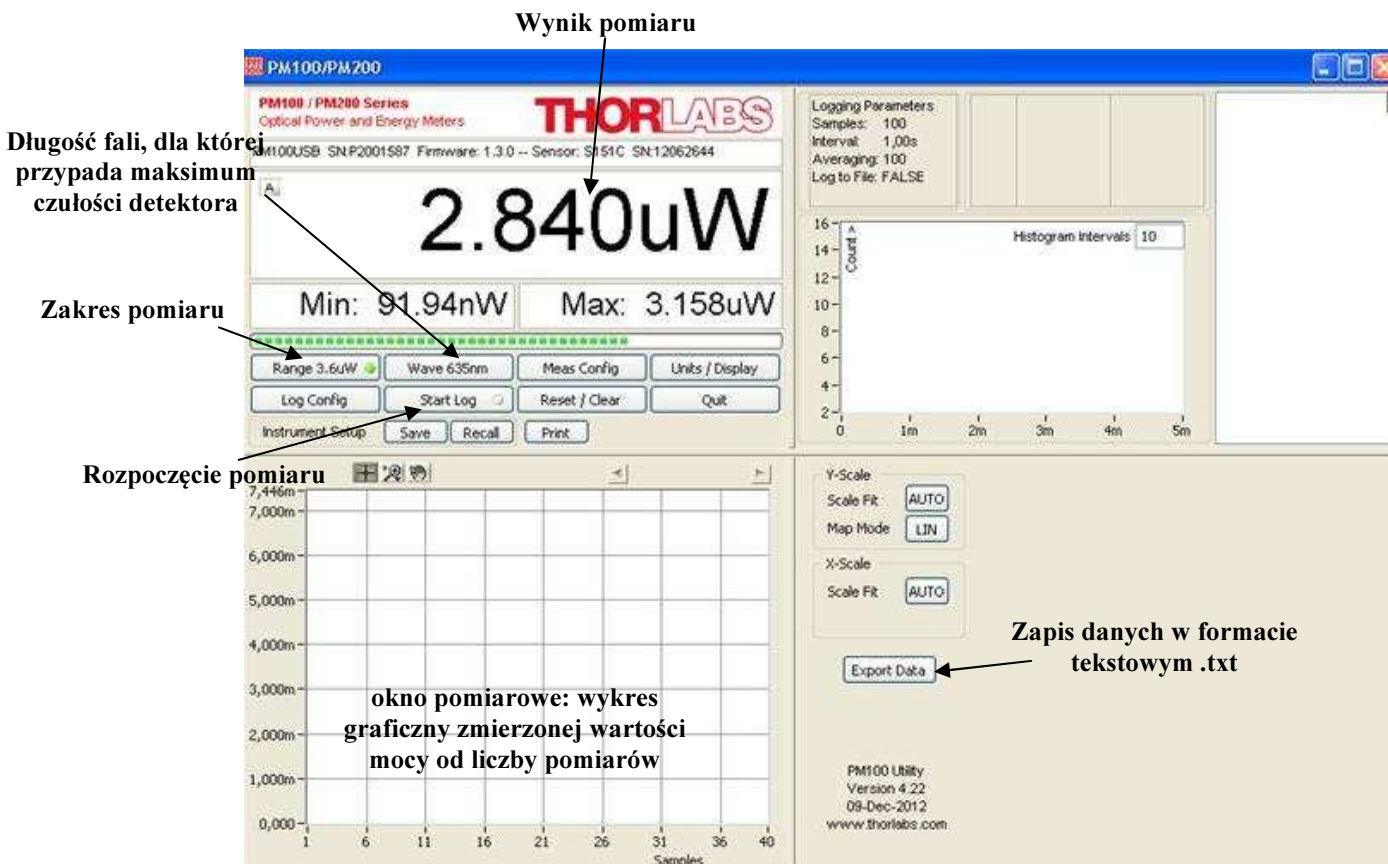 Wynik pomiaru
PM100/PM200
PM100 / PM200 Series
Optical Power and Energy Meters
THORLABS
Długość fali, dla której
przypada maksimum
czułości detektora
PM100USB SN:P2001587 Firmware: 1.3.0 -- Sensor: S151C SN:12062644
A
2.840uW
Min: 91.94nW
Max: 3.158uW
Zakres pomiaru
Range 3.6uW
Wave 635nm
Meas Config
Units / Display
Log Config
Start Log
Reset / Clear
Quit
Instrument Setup
Save
Recall
Print
Rozpoczęcie pomiaru
Logging Parameters
Samples: 100
Interval: 1,00s
Averaging: 100
Log to File: FALSE
Histogram Intervals 10
Count >
16
14
12
10
8
6
4
2
0 1m 2m 3m 4m 5m
7,446m
7,000m
6,000m
5,000m
4,000m
3,000m
2,000m
1,000m
0,000
okno pomiarowe: wykres
graficzny zmierzonej wartości
mocy od liczby pomiarów
1 6 11 16 21 26 31 36 40
Samples
Y-Scale
Scale Fit AUTO
Map Mode LIN
X-Scale
Scale Fit AUTO
Export Data
Zapis danych w formacie
tekstowym .txt
PM100 Utility
Version 4.22
09-Dec-2012
www.thorlabs.com